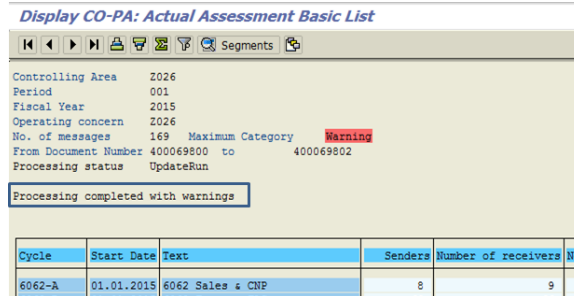 Display CO-PA: Actual Assessment Basic List
Segments
Controlling Area Z026
Period 001
Fiscal Year 2015
Operating concern Z026
No. of messages 169 Maximum Category Warning
From Document Number 400069800 to 400069802
Processing status UpdateRun
Processing completed with warnings
Cycle Start Date Text Senders Number of receivers N
6062-A 01.01.2015 6062 Sales & CNP 8 9